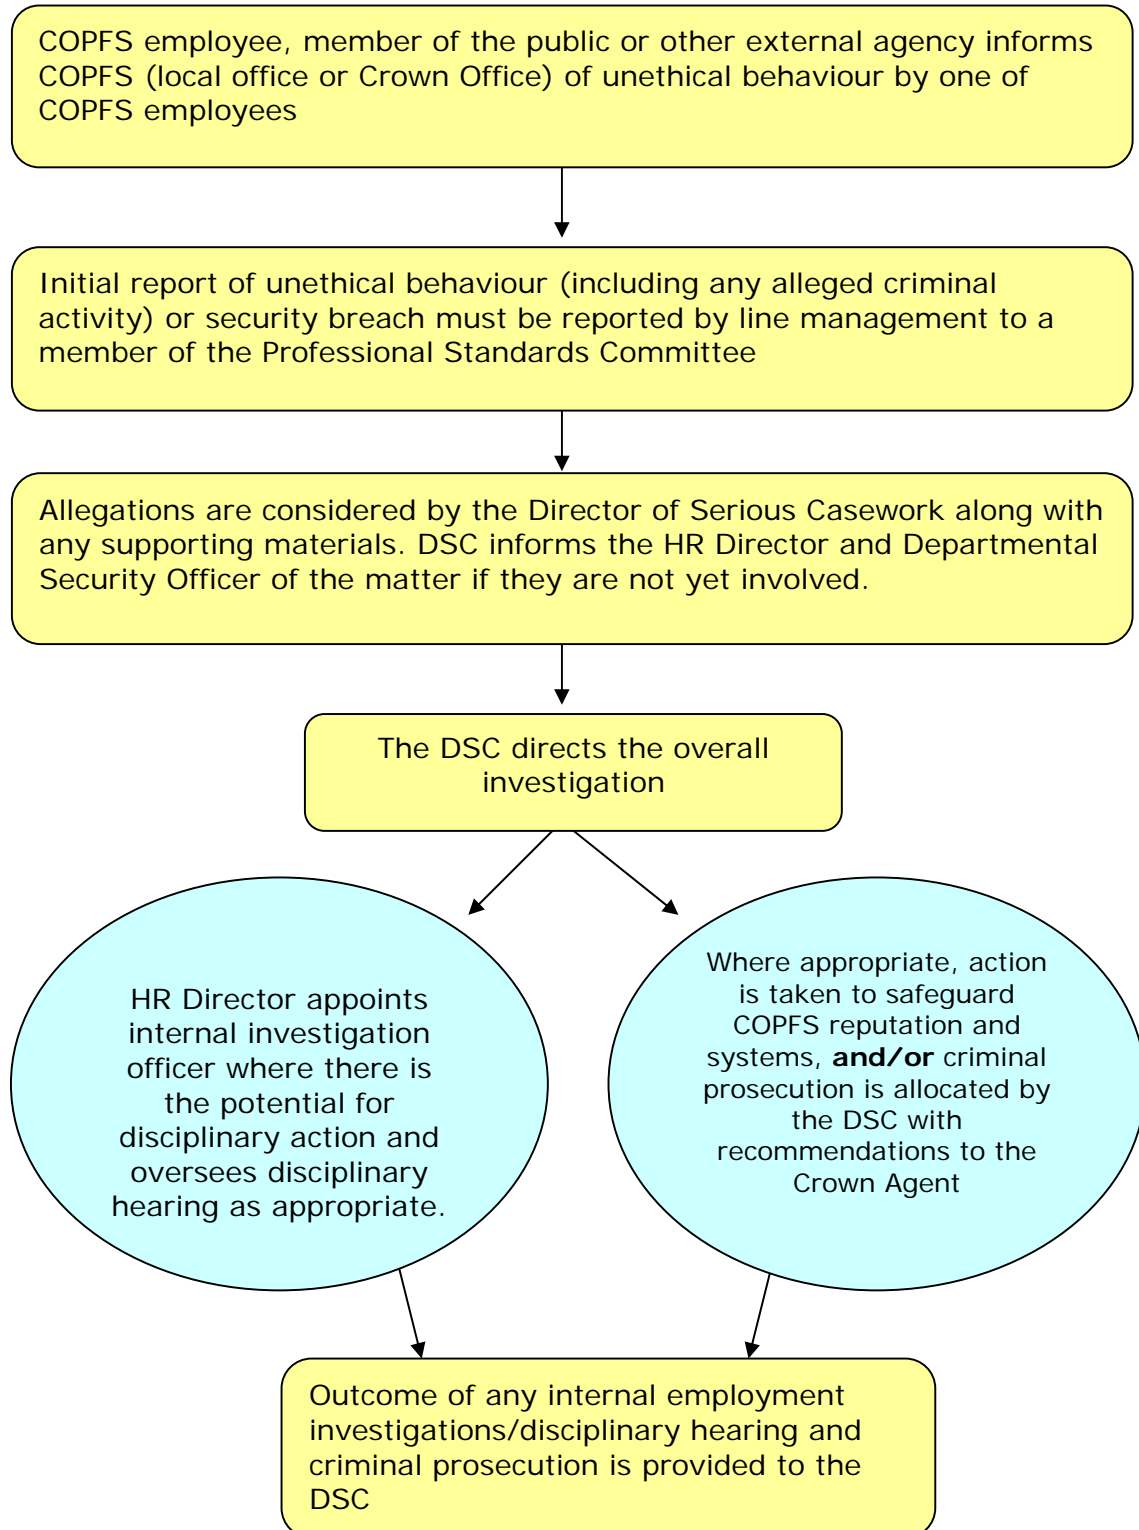 COPFS employee, member of the public or other external agency informs
COPFS (local office or Crown Office) of unethical behaviour by one of
COPFS employees
Initial report of unethical behaviour (including any alleged criminal
activity) or security breach must be reported by line management to a
member of the Professional Standards Committee
Allegations are considered by the Director of Serious Casework along with
any supporting materials. DSC informs the HR Director and Departmental
Security Officer of the matter if they are not yet involved.
The DSC directs the overall
investigation
HR Director appoints
internal investigation
officer where there is
the potential for
disciplinary action and
oversees disciplinary
hearing as appropriate.
Where appropriate, action
is taken to safeguard
COPFS reputation and
systems, and/or criminal
prosecution is allocated by
the DSC with
recommendations to the
Crown Agent
Outcome of any internal employment
investigations/disciplinary hearing and
criminal prosecution is provided to the
DSC